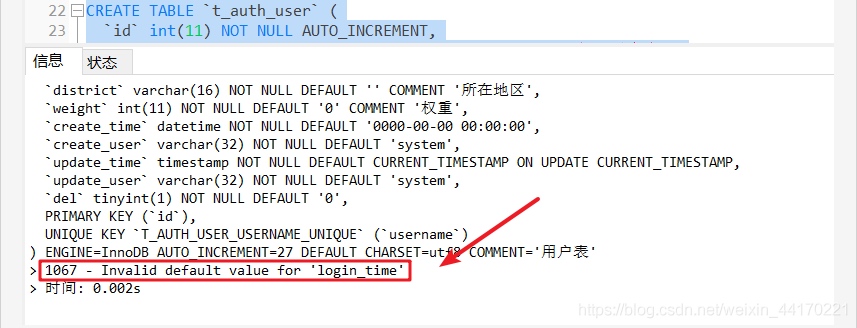 22 CREATE TABLE `t_auth_user` (
23 `id` int(11) NOT NULL AUTO_INCREMENT,
信息 状态
`district` varchar(16) NOT NULL DEFAULT '' COMMENT '所在地区',
`weight` int(11) NOT NULL DEFAULT '0' COMMENT '权重',
`create_time` datetime NOT NULL DEFAULT '0000-00-00 00:00:00',
`create_user` varchar(32) NOT NULL DEFAULT 'system',
`update_time` timestamp NOT NULL DEFAULT CURRENT_TIMESTAMP ON UPDATE CURRENT_TIMESTAMP,
`update_user` varchar(32) NOT NULL DEFAULT 'system',
`del` tinyint(1) NOT NULL DEFAULT '0',
PRIMARY KEY (`id`),
UNIQUE KEY `T_AUTH_USER_USERNAME_UNIQUE` (`username`)
) ENGINE=InnoDB AUTO_INCREMENT=27 DEFAULT CHARSET=utf8 COMMENT='用户表'
> 1067 - Invalid default value for 'login_time'
> 时间: 0.002s
https://blog.csdn.net/weixin_44170221